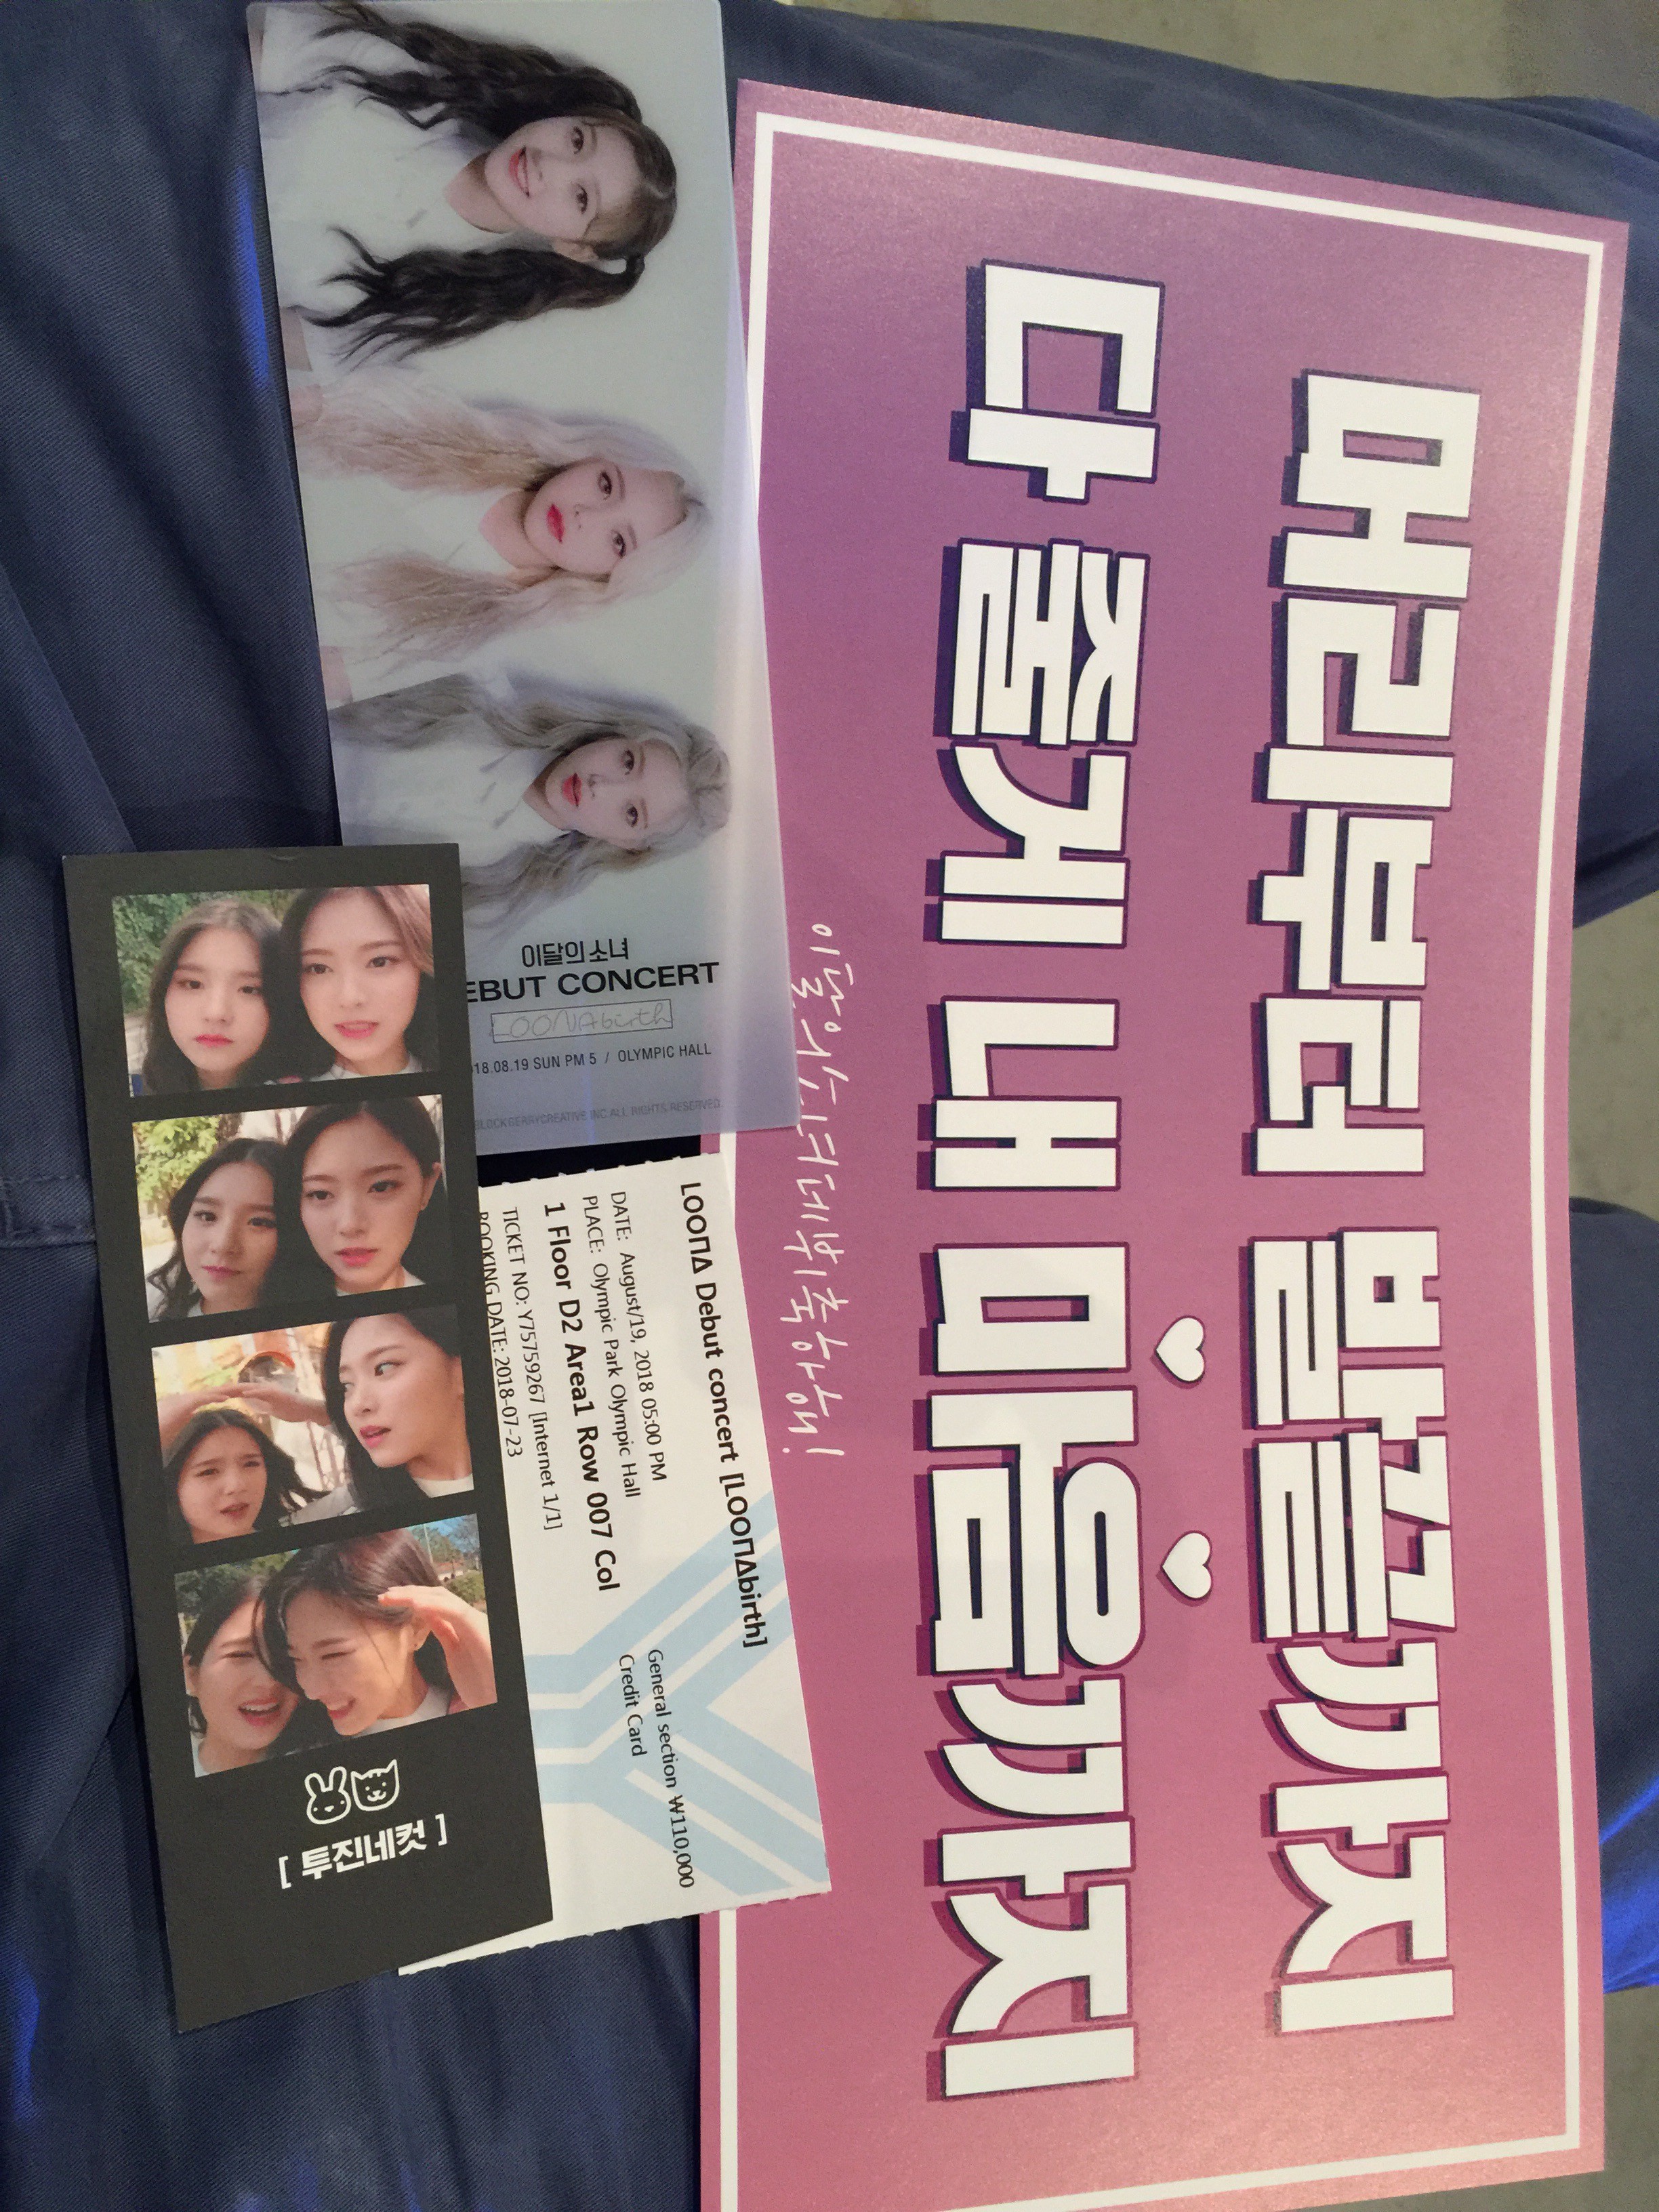 머리부터 발끝까지
다 줄게 내 마음까지
이달의 소녀 데뷔 축하해!
이달의 소녀
EBUT CONCERT
LOONAbirth
18.08.19 SUN PM 5 / OLYMPIC HALL
BLOCKBERRYCREATIVE INC.ALL RIGHTS RESERVED.
LOOΠΔ Debut concert [LOOΠΔbirth]
DATE: August/19, 2018 05:00 PM
PLACE: Olympic Park Olympic Hall
1 Floor D2 Area1 Row 007 Col
TICKET NO: Y75759267 [Internet 1/1]
BOOKING DATE: 2018-07-23
General section ₩110,000
Credit Card
[ 투진네컷 ]